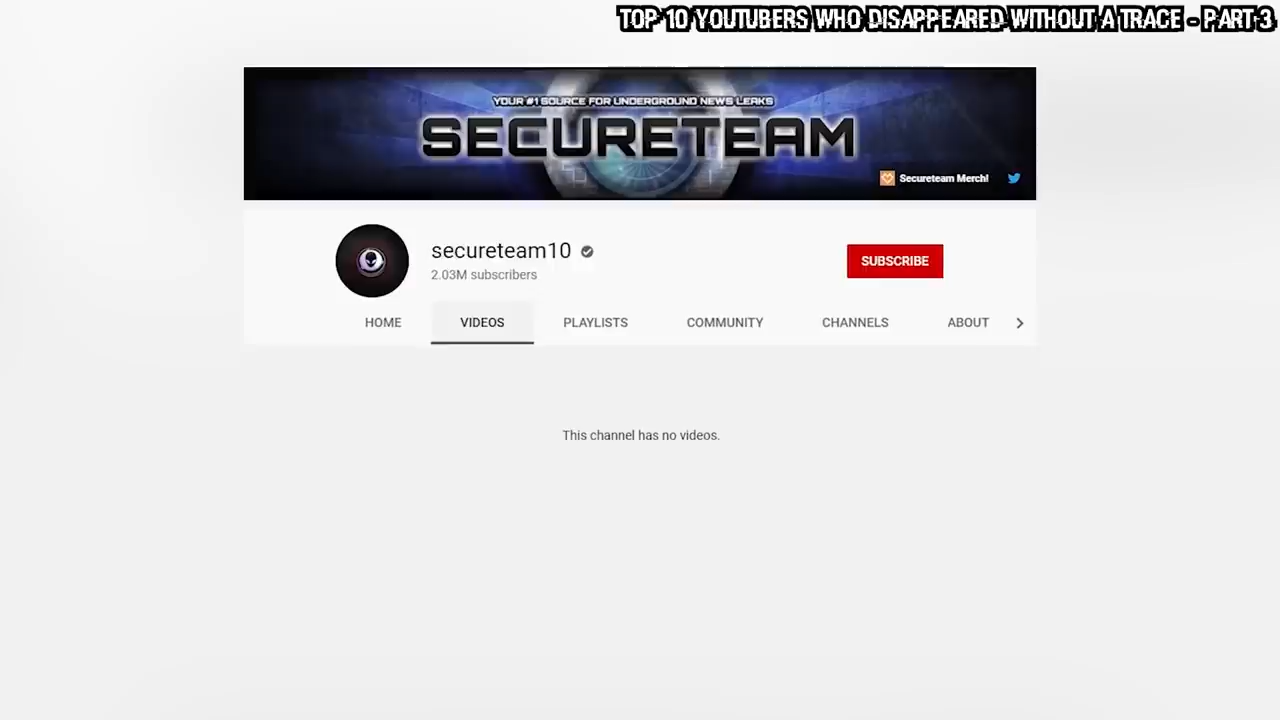 TOP 10 YOUTUBERS WHO DISAPPEARED WITHOUT A TRACE - PART 3
YOUR #1 SOURCE FOR UNDERGROUND NEWS LEAKS
SECURETEAM
Secureteam Merch!
secureteam10
2.03M subscribers
SUBSCRIBE
HOME VIDEOS PLAYLISTS COMMUNITY CHANNELS ABOUT
This channel has no videos.